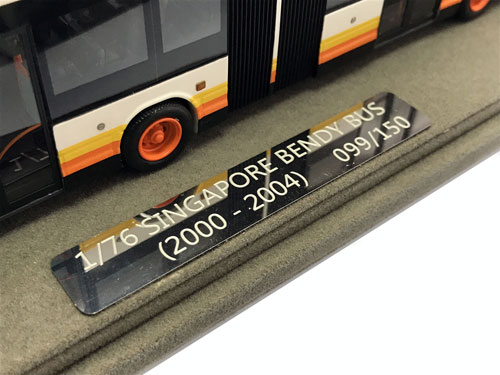 1/76 SINGAPORE BENDY BUS
(2000 - 2004) 099/150